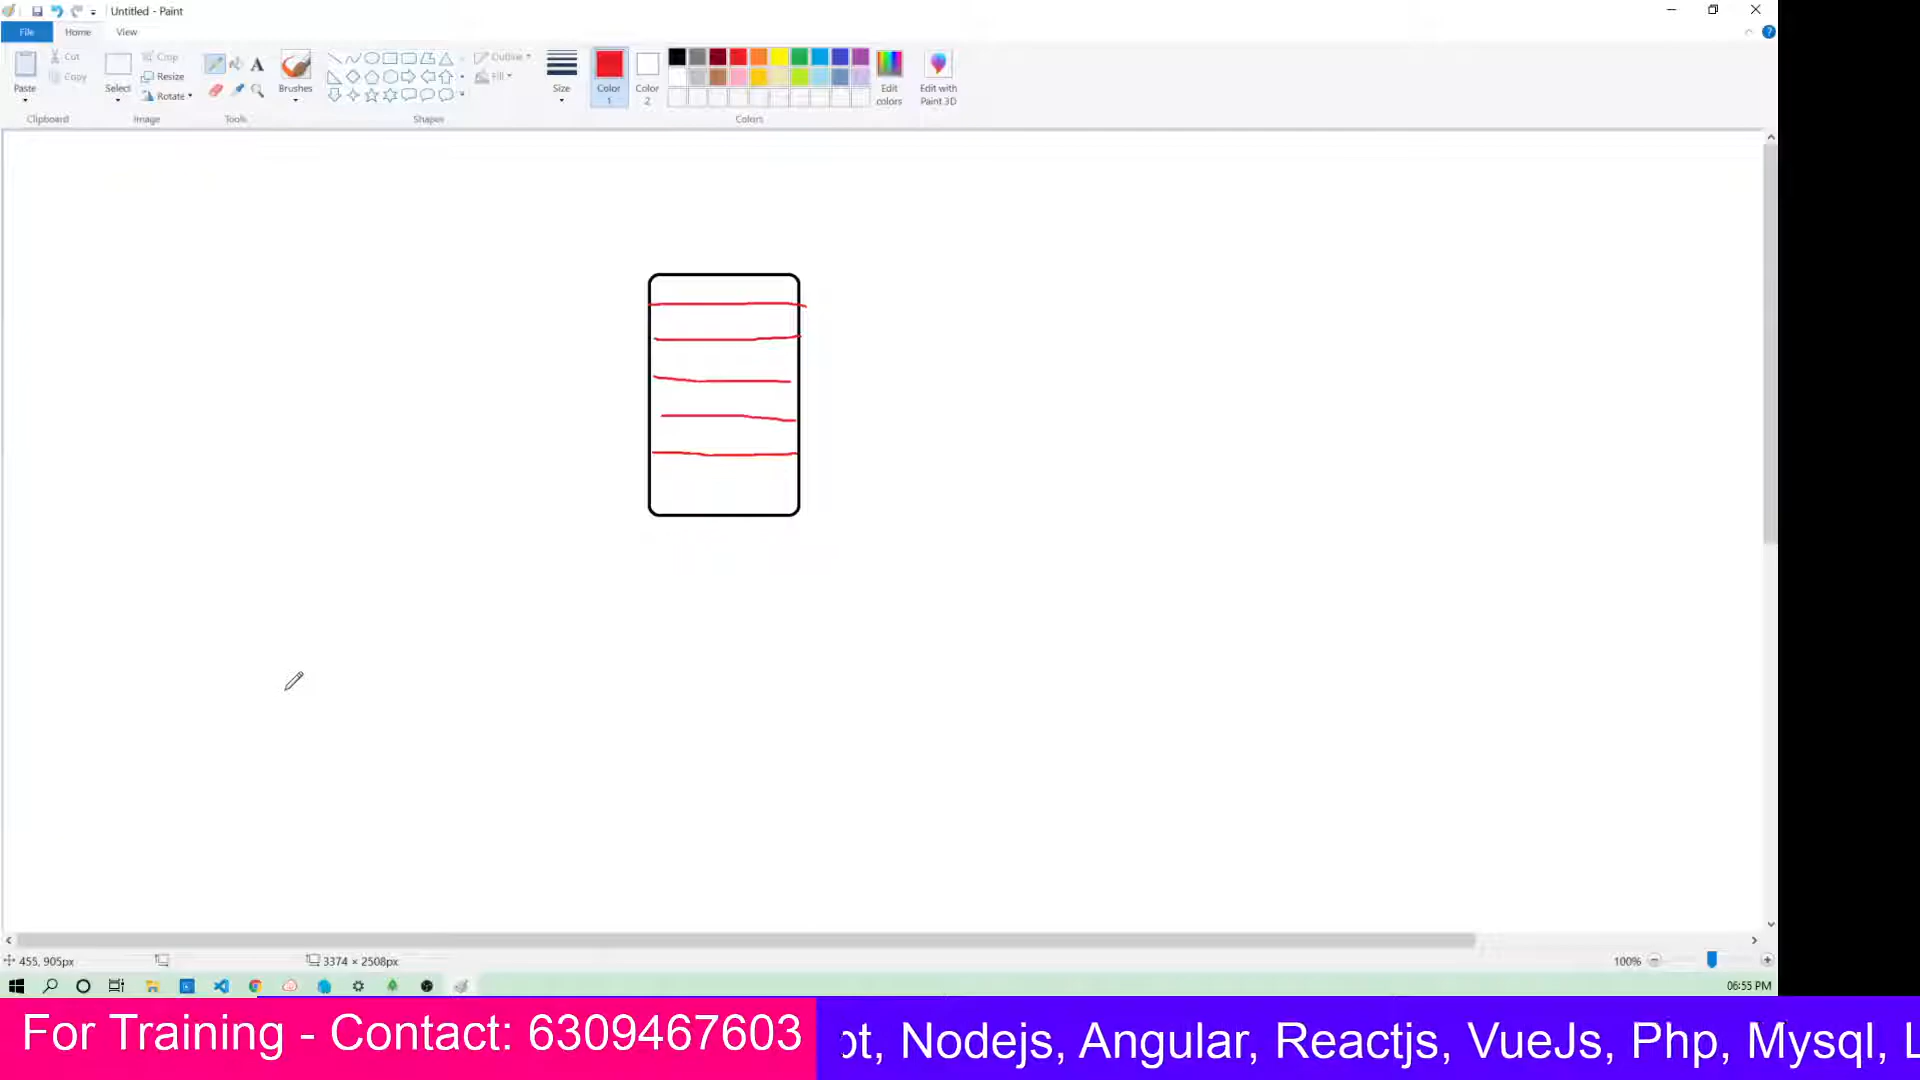 Untitled - Paint
File
Home
View
Paste
Cut
Copy
Clipboard
Select
Crop
Resize
Rotate
Image
A
Tools
Brushes
Outline
Fill
Shapes
Size
Color
1
Color
2
Edit
colors
Edit with
Paint 3D
Colors
455, 905px
3374 × 2508px
100%
06:55 PM
For Training - Contact: 6309467603
pt, Nodejs, Angular, Reactjs, VueJs, Php, Mysql, L